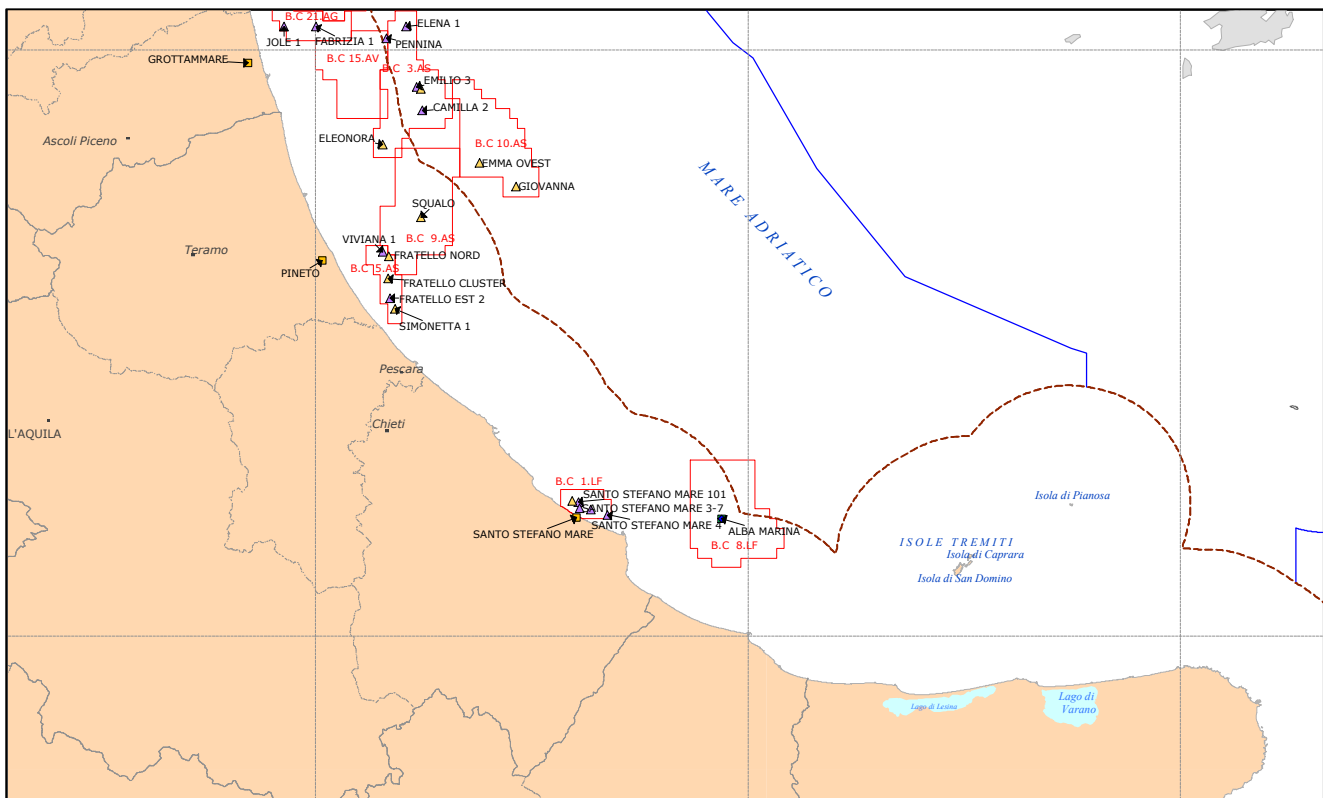 B.C 21.AG
ELENA 1
JOLE 1
FABRIZIA 1
PENNINA
GROTTAMMARE
B.C 15.AV
B.C 3.AS
EMILIO 3
CAMILLA 2
Ascoli Piceno
ELEONORA
B.C 10.AS
EMMA OVEST
GIOVANNA
MARE ADRIATICO
SQUALO
Teramo
VIVIANA 1
B.C 9.AS
FRATELLO NORD
PINETO
B.C 5.AS
FRATELLO CLUSTER
FRATELLO EST 2
SIMONETTA 1
Pescara
Chieti
L'AQUILA
B.C 1.LF
SANTO STEFANO MARE 101
SANTO STEFANO MARE 3-7
SANTO STEFANO MARE 4
SANTO STEFANO MARE
ALBA MARINA
B.C 8.LF
Isola di Pianosa
ISOLE TREMITI
Isola di Caprara
Isola di San Domino
Lago di Lesina
Lago di
Varano